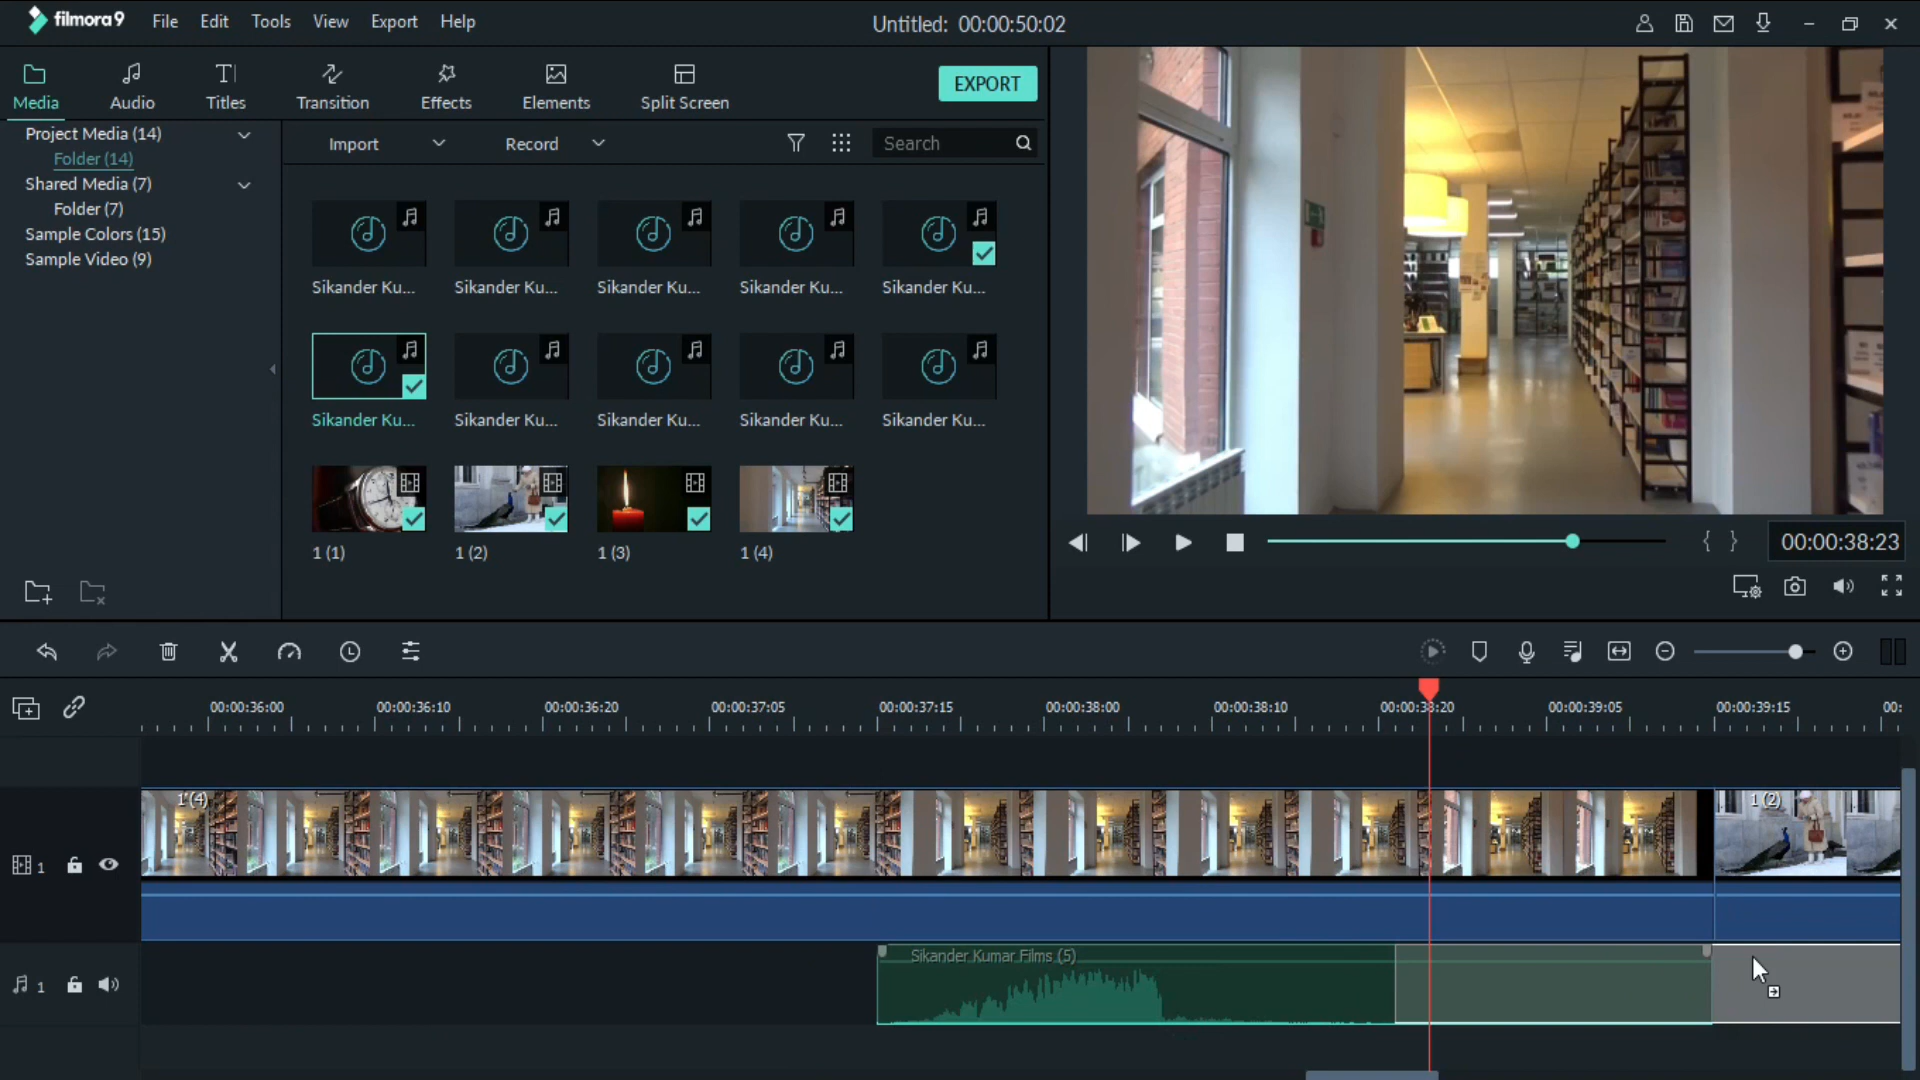 filmora9 File Edit Tools View Export Help Untitled: 00:00:50:02
Media Audio Titles Transition Effects Elements Split Screen EXPORT
Project Media (14)
Folder (14)
Shared Media (7)
Folder (7)
Sample Colors (15)
Sample Video (9)
Import Record Search
Sikander Ku... Sikander Ku... Sikander Ku... Sikander Ku... Sikander Ku...
Sikander Ku... Sikander Ku... Sikander Ku... Sikander Ku... Sikander Ku...
1 (1) 1 (2) 1 (3) 1 (4)
{ } 00:00:38:23
00:00:36:00 00:00:36:10 00:00:36:20 00:00:37:05 00:00:37:15 00:00:38:00 00:00:38:10 00:00:38:20 00:00:39:05 00:00:39:15 00:
1 (4) 1 (2)
1
Sikander Kumar Films (5)
1